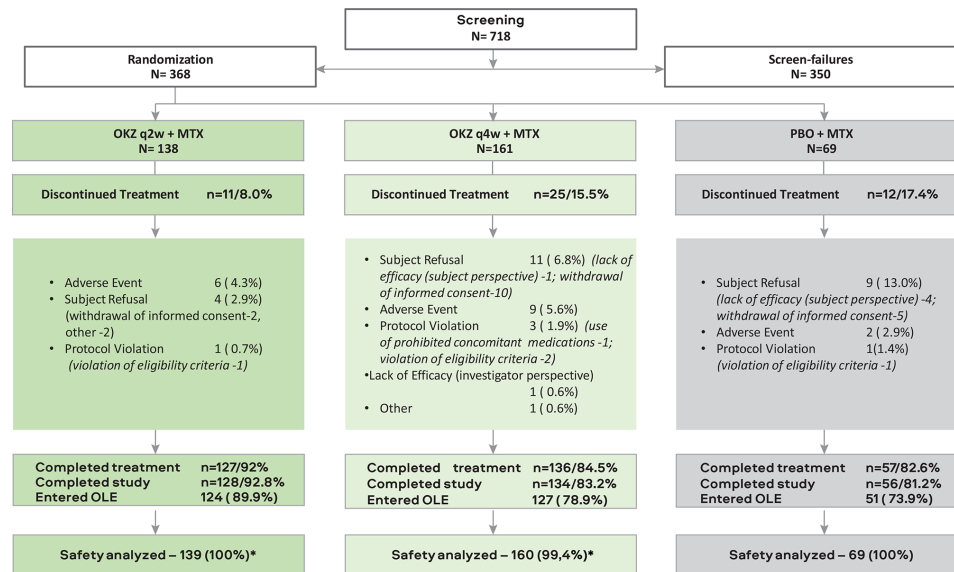 Screening
N= 718
Randomization
N= 368
Screen-failures
N= 350
OKZ q2w + MTX
N= 138
OKZ q4w + MTX
N=161
PBO + MTX
N=69
Discontinued Treatment n=11/8.0%
Discontinued Treatment n=25/15.5%
Discontinued Treatment n=12/17.4%
• Adverse Event 6 ( 4.3%)
• Subject Refusal 4 ( 2.9%)
(withdrawal of informed consent-2,
other -2)
• Protocol Violation 1 ( 0.7%)
(violation of eligibility criteria -1)
• Subject Refusal 11 ( 6.8%) (lack of
efficacy (subject perspective) -1; withdrawal
of informed consent-10)
• Adverse Event 9 ( 5.6%)
• Protocol Violation 3 ( 1.9%) (use
of prohibited concomitant medications -1;
violation of eligibility criteria -2)
•Lack of Efficacy (investigator perspective)
1 ( 0.6%)
• Other 1 ( 0.6%)
• Subject Refusal 9 ( 13.0%)
(lack of efficacy (subject perspective) -4;
withdrawal of informed consent-5)
• Adverse Event 2 ( 2.9%)
• Protocol Violation 1(1.4%)
(violation of eligibility criteria -1)
Completed treatment n=127/92%
Completed study n=128/92.8%
Entered OLE 124 ( 89.9%)
Completed treatment n=136/84.5%
Completed study n=134/83.2%
Entered OLE 127 ( 78.9%)
Completed treatment n=57/82.6%
Completed study n=56/81.2%
Entered OLE 51 ( 73.9%)
Safety analyzed – 139 (100%)*
Safety analyzed – 160 (99,4%)*
Safety analyzed – 69 (100%)